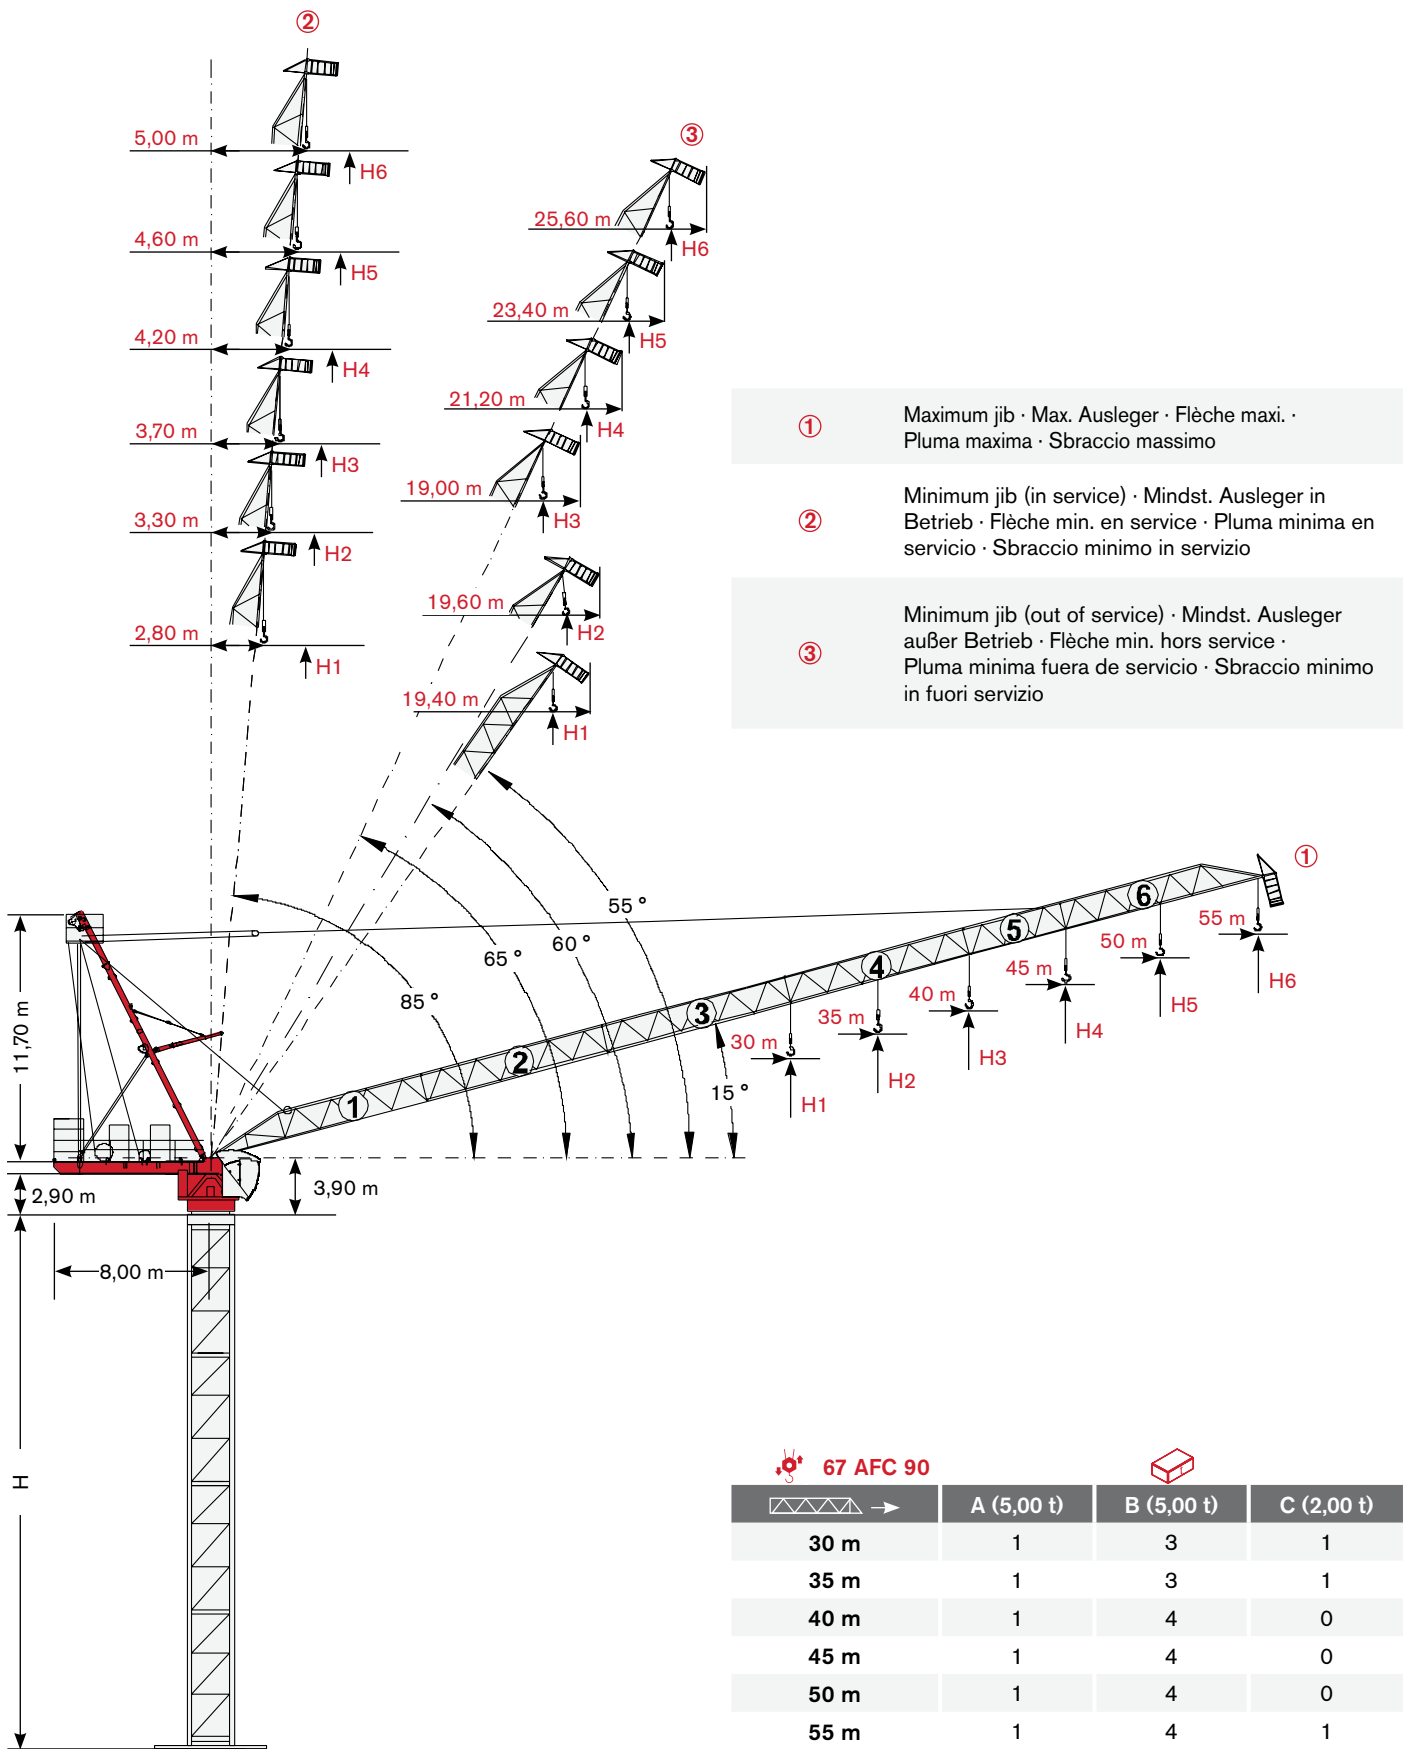 ②
5,00 m
H6
4,60 m
H5
4,20 m
H4
3,70 m
H3
3,30 m
H2
2,80 m
H1
③
25,60 m
H6
23,40 m
H5
21,20 m
H4
19,00 m
H3
19,60 m
H2
19,40 m
H1
① Maximum jib · Max. Ausleger · Flèche maxi. ·
Pluma maxima · Sbraccio massimo
② Minimum jib (in service) · Mindst. Ausleger in
Betrieb · Flèche min. en service · Pluma minima en
servicio · Sbraccio minimo in servizio
③ Minimum jib (out of service) · Mindst. Ausleger
außer Betrieb · Flèche min. hors service ·
Pluma minima fuera de servicio · Sbraccio minimo
in fuori servizio
①
55 °
60 °
65 °
85 °
15 °
1
2
3
4
5
6
30 m
H1
35 m
H2
40 m
H3
45 m
H4
50 m
H5
55 m
H6
11,70 m
2,90 m
3,90 m
8,00 m
H
67 AFC 90
A (5,00 t) B (5,00 t) C (2,00 t)
30 m 1 3 1
35 m 1 3 1
40 m 1 4 0
45 m 1 4 0
50 m 1 4 0
55 m 1 4 1